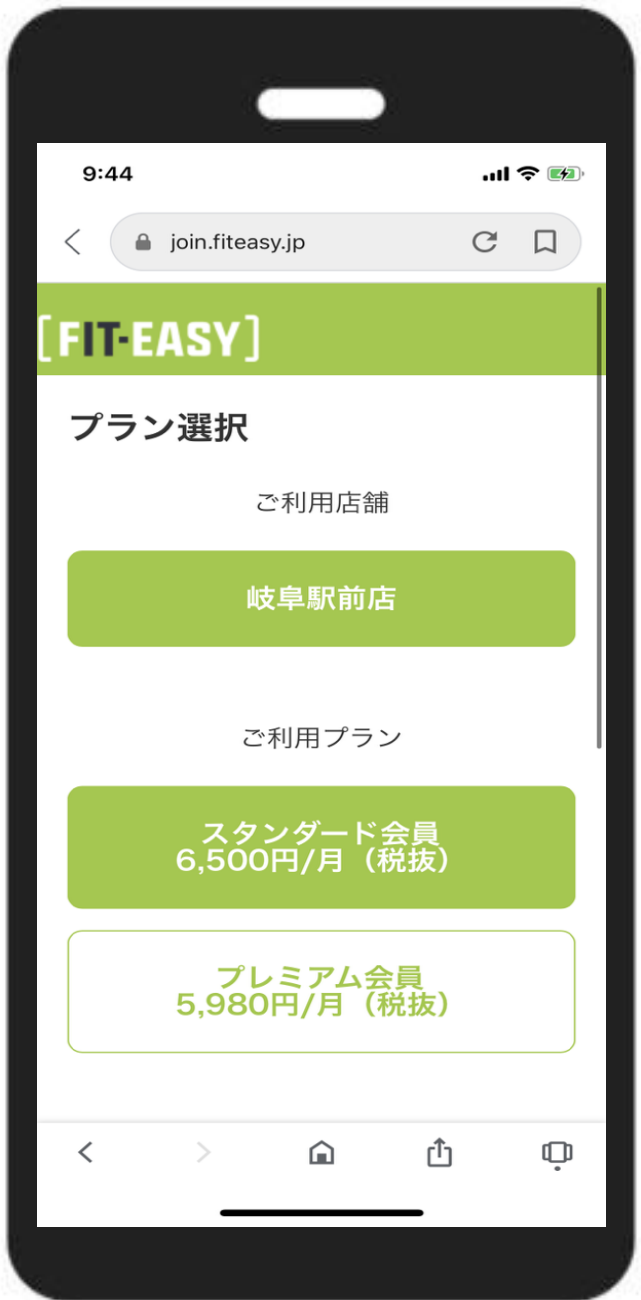 9:44
join.fiteasy.jp
[FIT-EASY]
プラン選択
ご利用店舗
岐阜駅前店
ご利用プラン
スタンダード会員
6,500円/月（税抜）
プレミアム会員
5,980円/月（税抜）